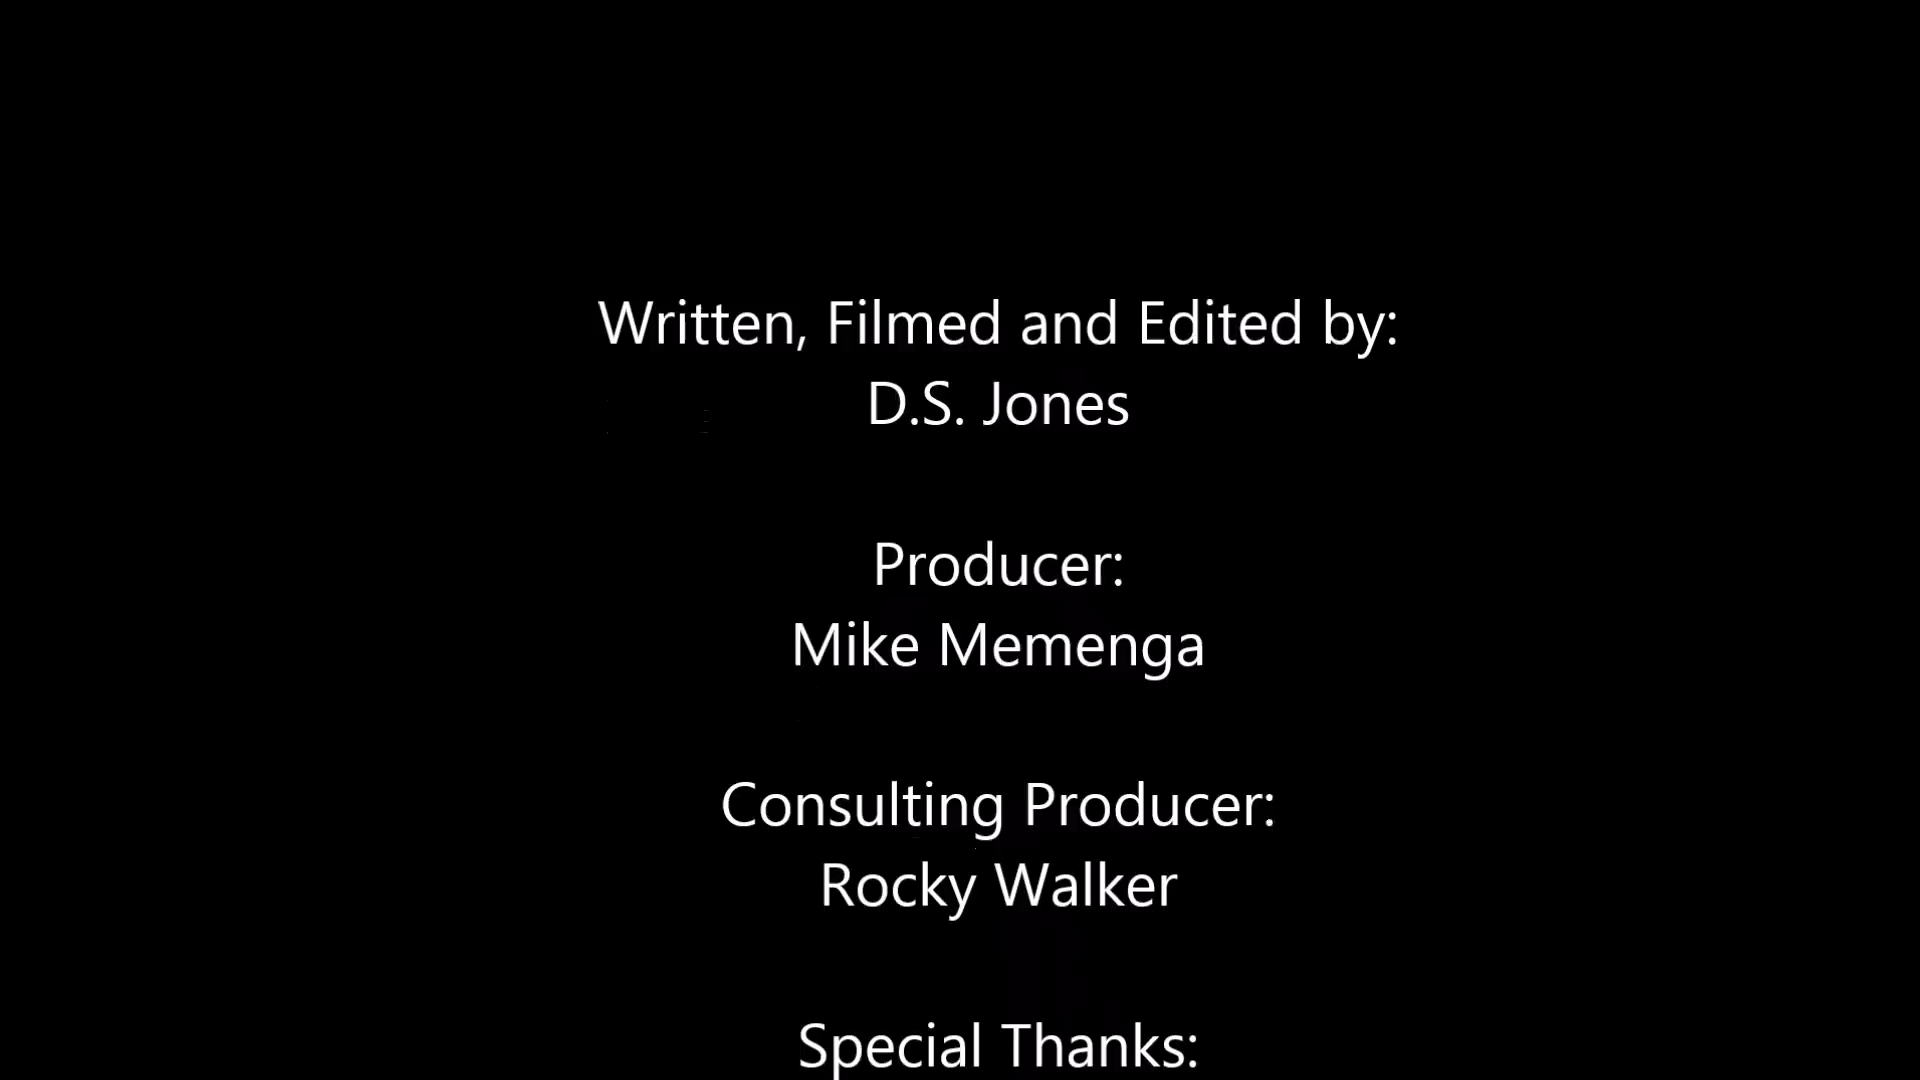 Written, Filmed and Edited by:
D.S. Jones
Producer:
Mike Memenga
Consulting Producer:
Rocky Walker
Special Thanks: